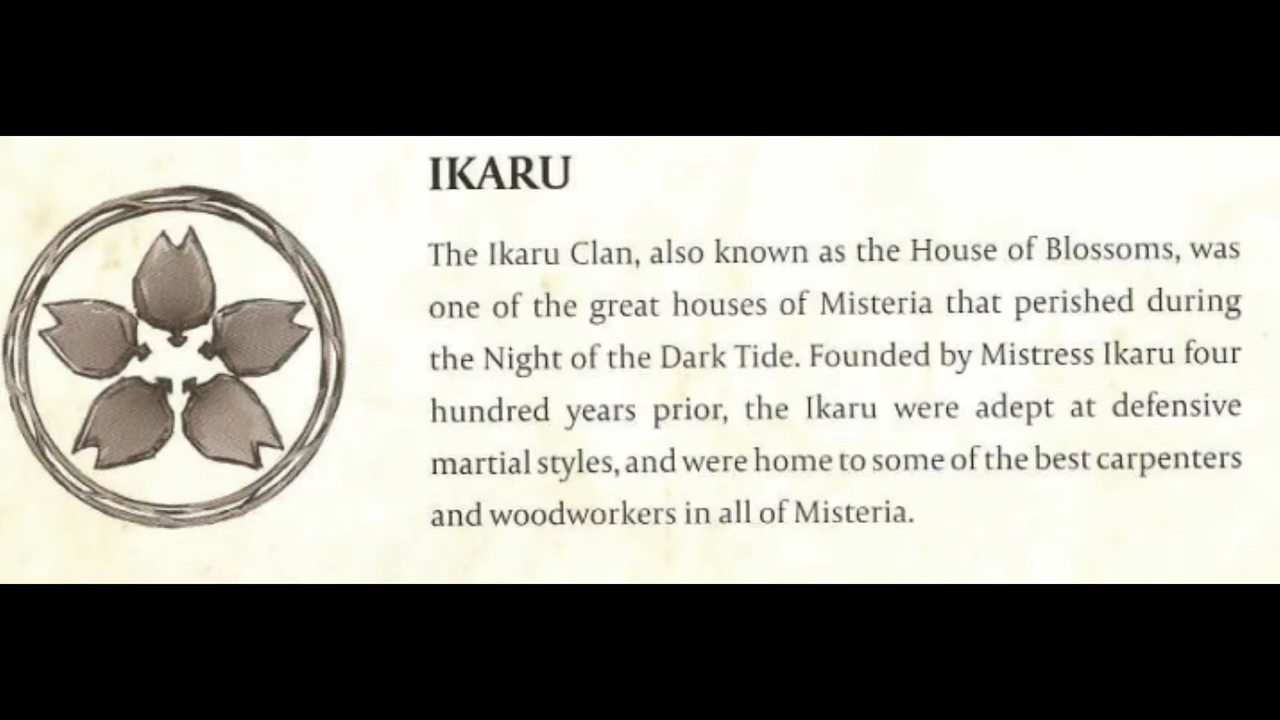 IKARU
The Ikaru Clan, also known as the House of Blossoms, was
one of the great houses of Misteria that perished during
the Night of the Dark Tide. Founded by Mistress Ikaru four
hundred years prior, the Ikaru were adept at defensive
martial styles, and were home to some of the best carpenters
and woodworkers in all of Misteria.